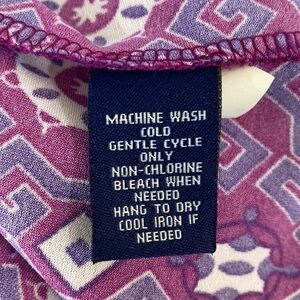 MACHINE WASH
COLD
GENTLE CYCLE
ONLY
NON-CHLORINE
BLEACH WHEN
NEEDED
HANG TO DRY
COOL IRON IF
NEEDED